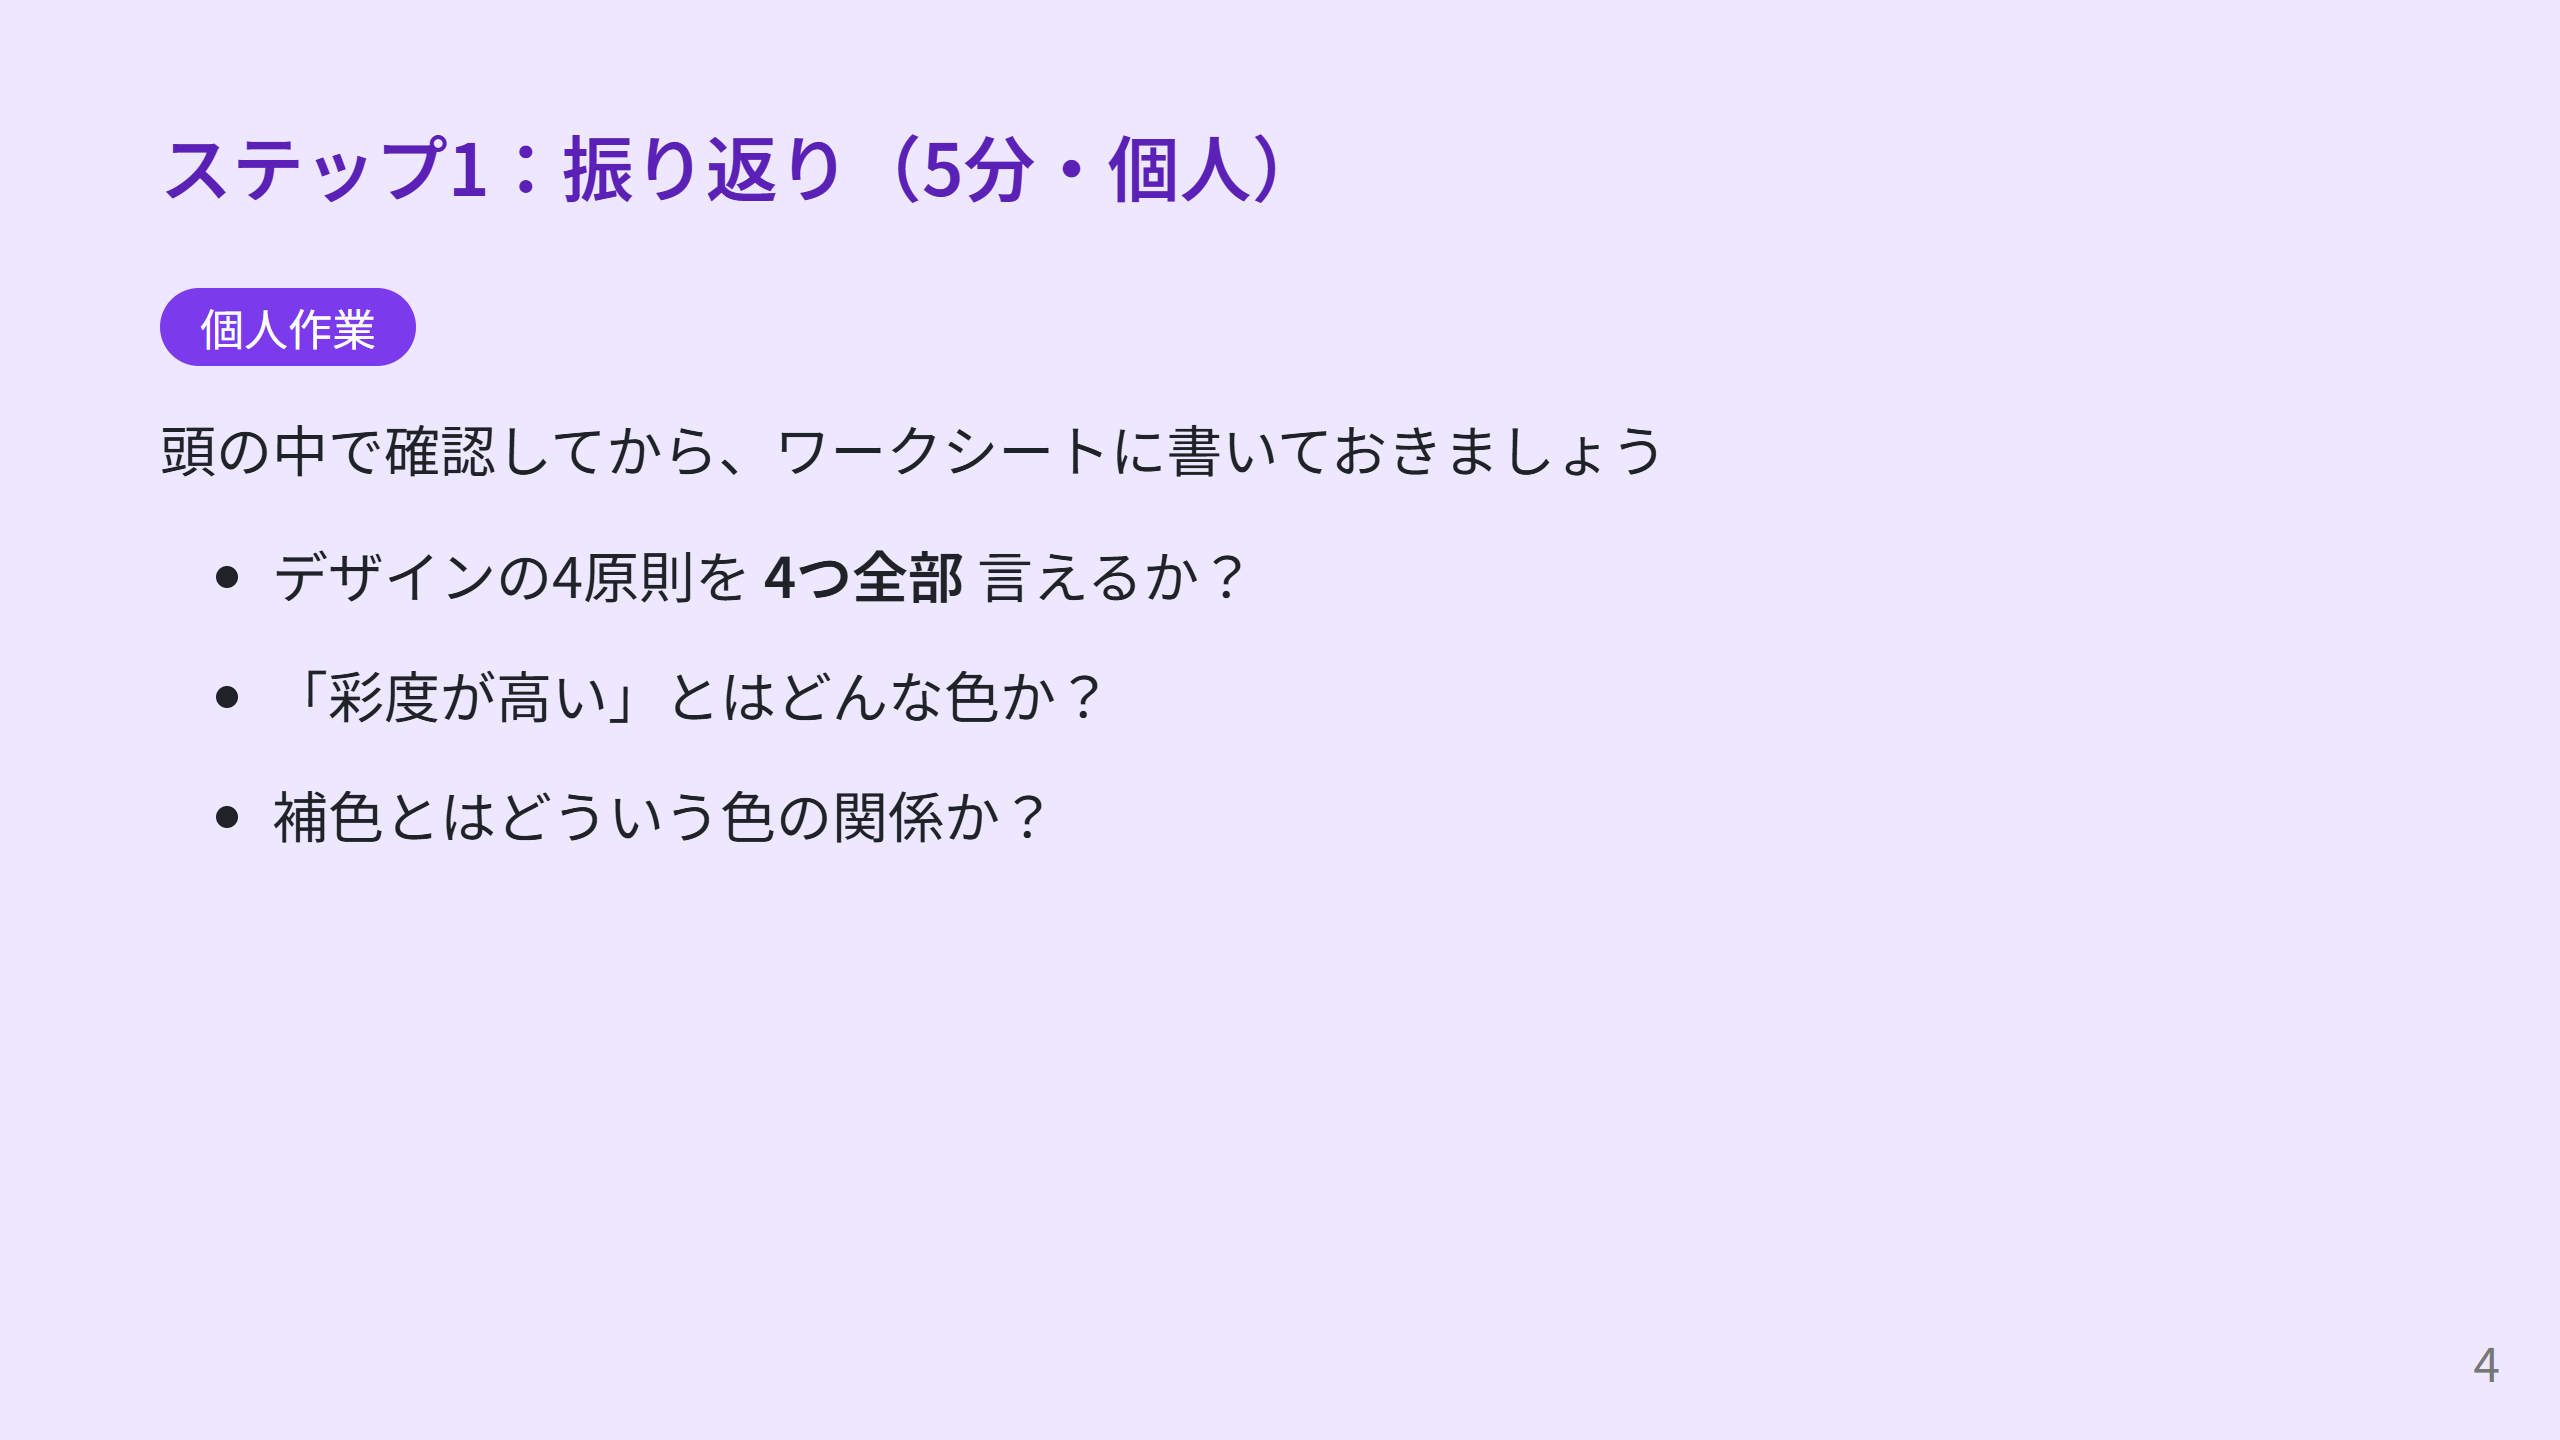 ステップ1：振り返り（5分・個人）
個人作業
頭の中で確認してから、ワークシートに書いておきましょう
• デザインの4原則を 4つ全部 言えるか？
• 「彩度が高い」とはどんな色か？
• 補色とはどういう色の関係か？
4